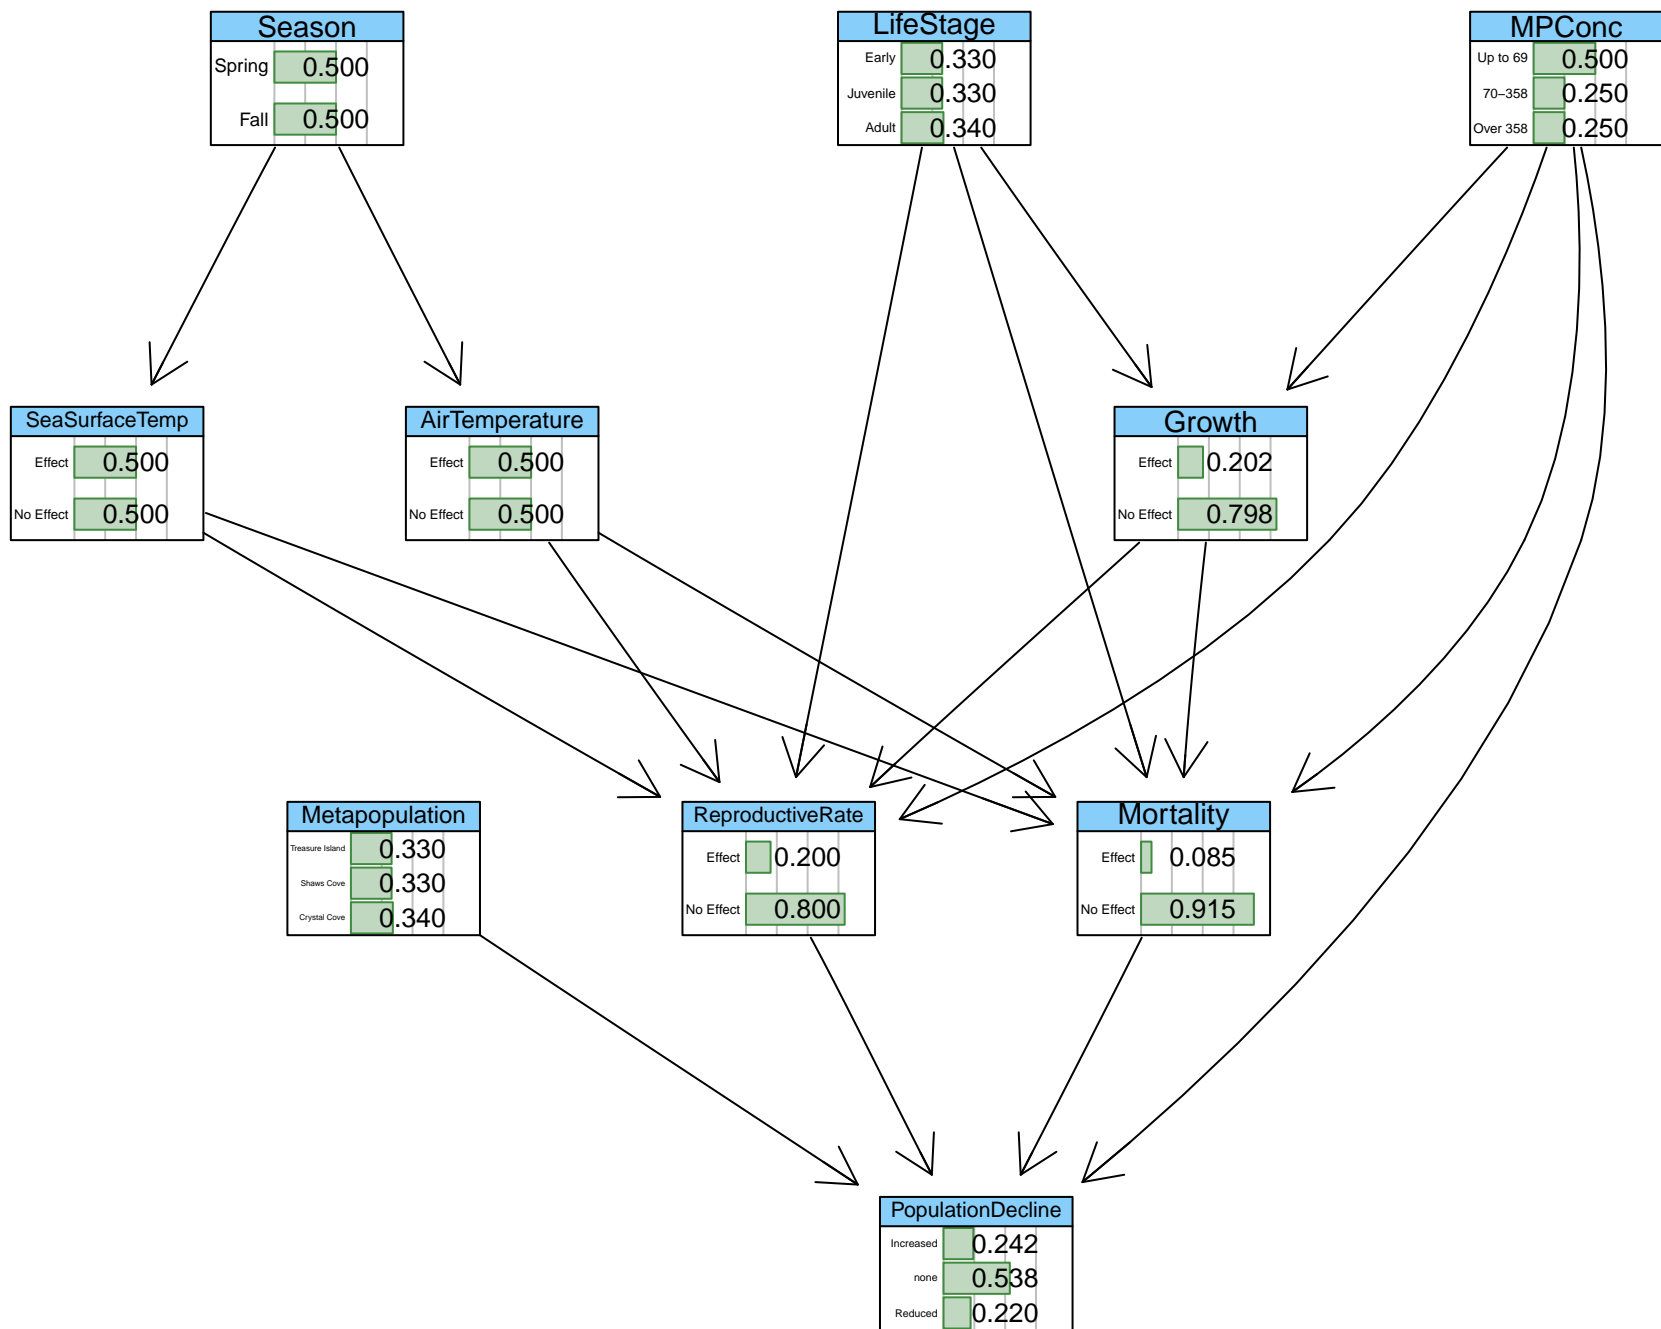 Season
Spring 0.500
Fall 0.500
LifeStage
Early 0.330
Juvenile 0.330
Adult 0.340
MPConc
Up to 69 0.500
70–358 0.250
Over 358 0.250
SeaSurfaceTemp
Effect 0.500
No Effect 0.500
AirTemperature
Effect 0.500
No Effect 0.500
Growth
Effect 0.202
No Effect 0.798
Metapopulation
Treasure Island 0.330
Shaws Cove 0.330
Crystal Cove 0.340
ReproductiveRate
Effect 0.200
No Effect 0.800
Mortality
Effect 0.085
No Effect 0.915
PopulationDecline
Increased 0.242
none 0.538
Reduced 0.220